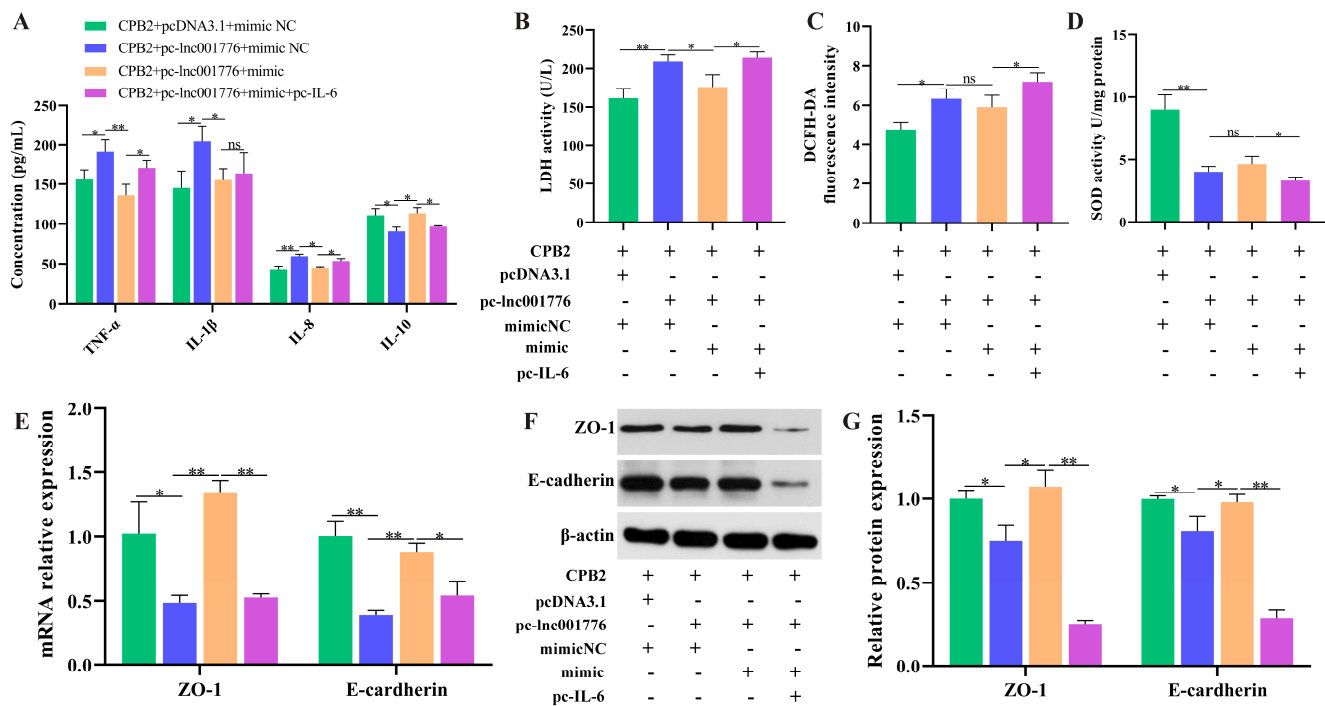 A
CPB2+pcDNA3.1+mimic NC
CPB2+pc-lnc001776+mimic NC
CPB2+pc-lnc001776+mimic
CPB2+pc-lnc001776+mimic+pc-IL-6
Concentration (pg/mL)
250
200
150
100
50
0
* ** *
* * ns
** * *
* * *
TNF-α IL-1β IL-8 IL-10
B
LDH activity (U/L)
250
200
150
100
50
0
** * *
CPB2 + + + +
pcDNA3.1 + - - -
pc-lnc001776 - + + +
mimicNC + + - -
mimic - - + +
pc-IL-6 - - - +
C
DCFH-DA
fluorescence intensity
10
8
6
4
2
0
* ns *
+ + + +
+ - - -
- + + +
+ + - -
- - + +
- - - +
D
SOD activity U/mg protein
15
10
5
0
** ns *
+ + + +
+ - - -
- + + +
+ + - -
- - + +
- - - +
E
mRNA relative expression
2.0
1.5
1.0
0.5
0.0
* ** **
** ** *
ZO-1 E-cardherin
F
ZO-1
E-cadherin
β-actin
CPB2 + + + +
pcDNA3.1 + - - -
pc-lnc001776 - + + +
mimicNC + + - -
mimic - - + +
pc-IL-6 - - - +
G
Relative protein expression
1.5
1.0
0.5
0.0
* * **
* * **
ZO-1 E-cardherin